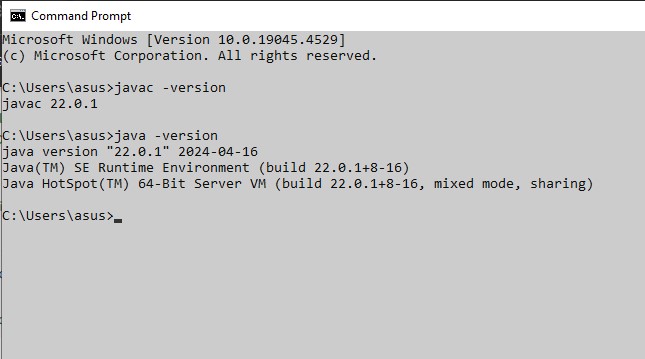 Command Prompt
Microsoft Windows [Version 10.0.19045.4529]
(c) Microsoft Corporation. All rights reserved.
C:\Users\asus>javac -version
javac 22.0.1
C:\Users\asus>java -version
java version "22.0.1" 2024-04-16
Java(TM) SE Runtime Environment (build 22.0.1+8-16)
Java HotSpot(TM) 64-Bit Server VM (build 22.0.1+8-16, mixed mode, sharing)
C:\Users\asus>